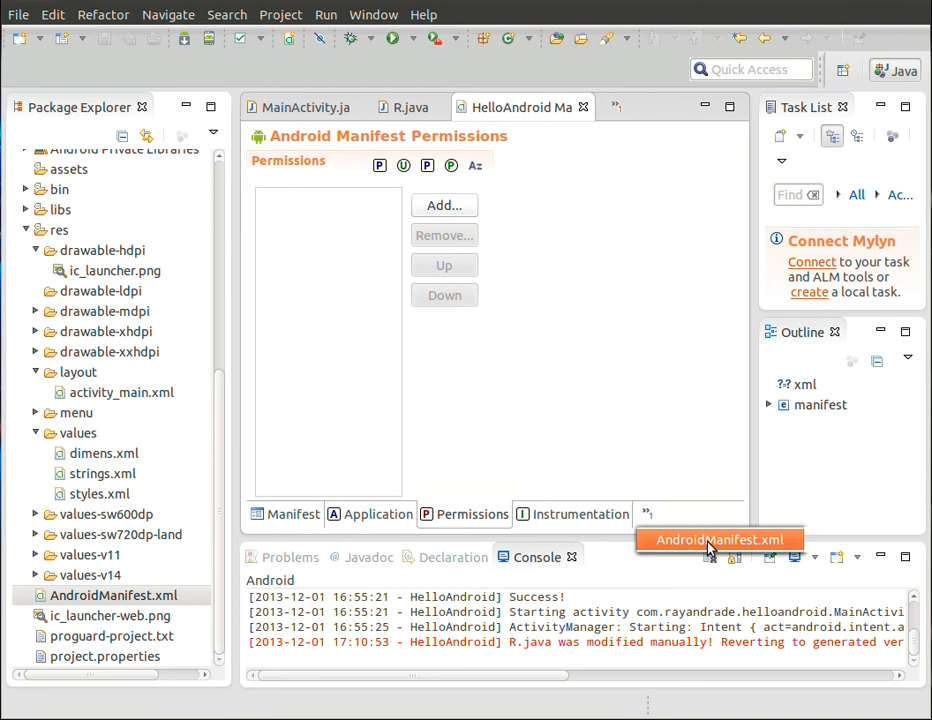 File Edit Refactor Navigate Search Project Run Window Help
Quick Access
Java
Package Explorer
Android Private Libraries
assets
bin
libs
res
drawable-hdpi
ic_launcher.png
drawable-ldpi
drawable-mdpi
drawable-xhdpi
drawable-xxhdpi
layout
activity_main.xml
menu
values
dimens.xml
strings.xml
styles.xml
values-sw600dp
values-sw720dp-land
values-v11
values-v14
AndroidManifest.xml
ic_launcher-web.png
proguard-project.txt
project.properties
MainActivity.ja R.java HelloAndroid Ma »1
Android Manifest Permissions
Permissions
P U P P Az
Add...
Remove...
Up
Down
Manifest A Application P Permissions I Instrumentation »1
AndroidManifest.xml
Task List
Find All Ac...
Connect Mylyn
Connect to your task
and ALM tools or
create a local task.
Outline
?-? xml
e manifest
Problems @ Javadoc Declaration Console
Android
[2013-12-01 16:55:21 - HelloAndroid] Success!
[2013-12-01 16:55:21 - HelloAndroid] Starting activity com.rayandrade.helloandroid.MainActivi
[2013-12-01 16:55:25 - HelloAndroid] ActivityManager: Starting: Intent { act=android.intent.a
[2013-12-01 17:10:53 - HelloAndroid] R.java was modified manually! Reverting to generated ver